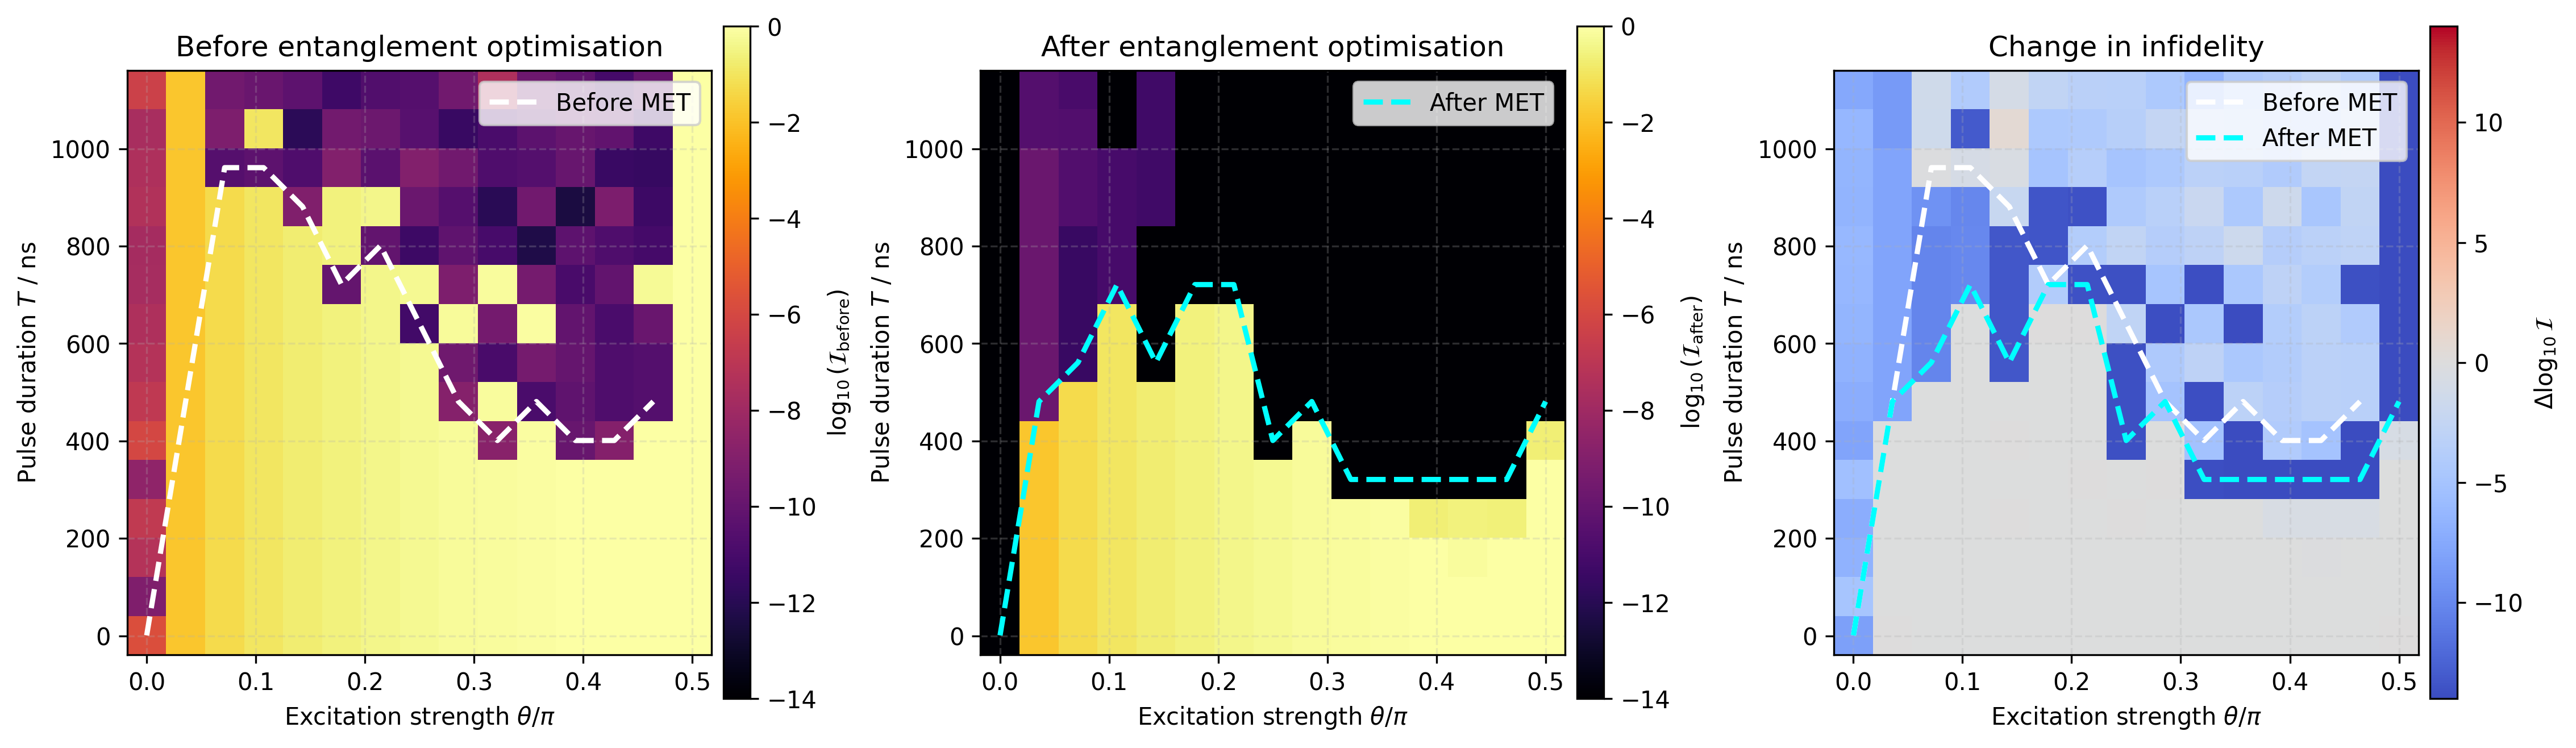 Before entanglement optimisation
Before MET
Pulse duration T / ns
1000
800
600
400
200
0
0.0 0.1 0.2 0.3 0.4 0.5
Excitation strength θ/π
0
−2
−4
−6
−8
−10
−12
−14
log₁₀ (ℐ_before)
After entanglement optimisation
After MET
Pulse duration T / ns
1000
800
600
400
200
0
0.0 0.1 0.2 0.3 0.4 0.5
Excitation strength θ/π
0
−2
−4
−6
−8
−10
−12
−14
log₁₀ (ℐ_after)
Change in infidelity
Before MET
After MET
Pulse duration T / ns
1000
800
600
400
200
0
0.0 0.1 0.2 0.3 0.4 0.5
Excitation strength θ/π
10
5
0
−5
−10
Δlog₁₀ ℐ